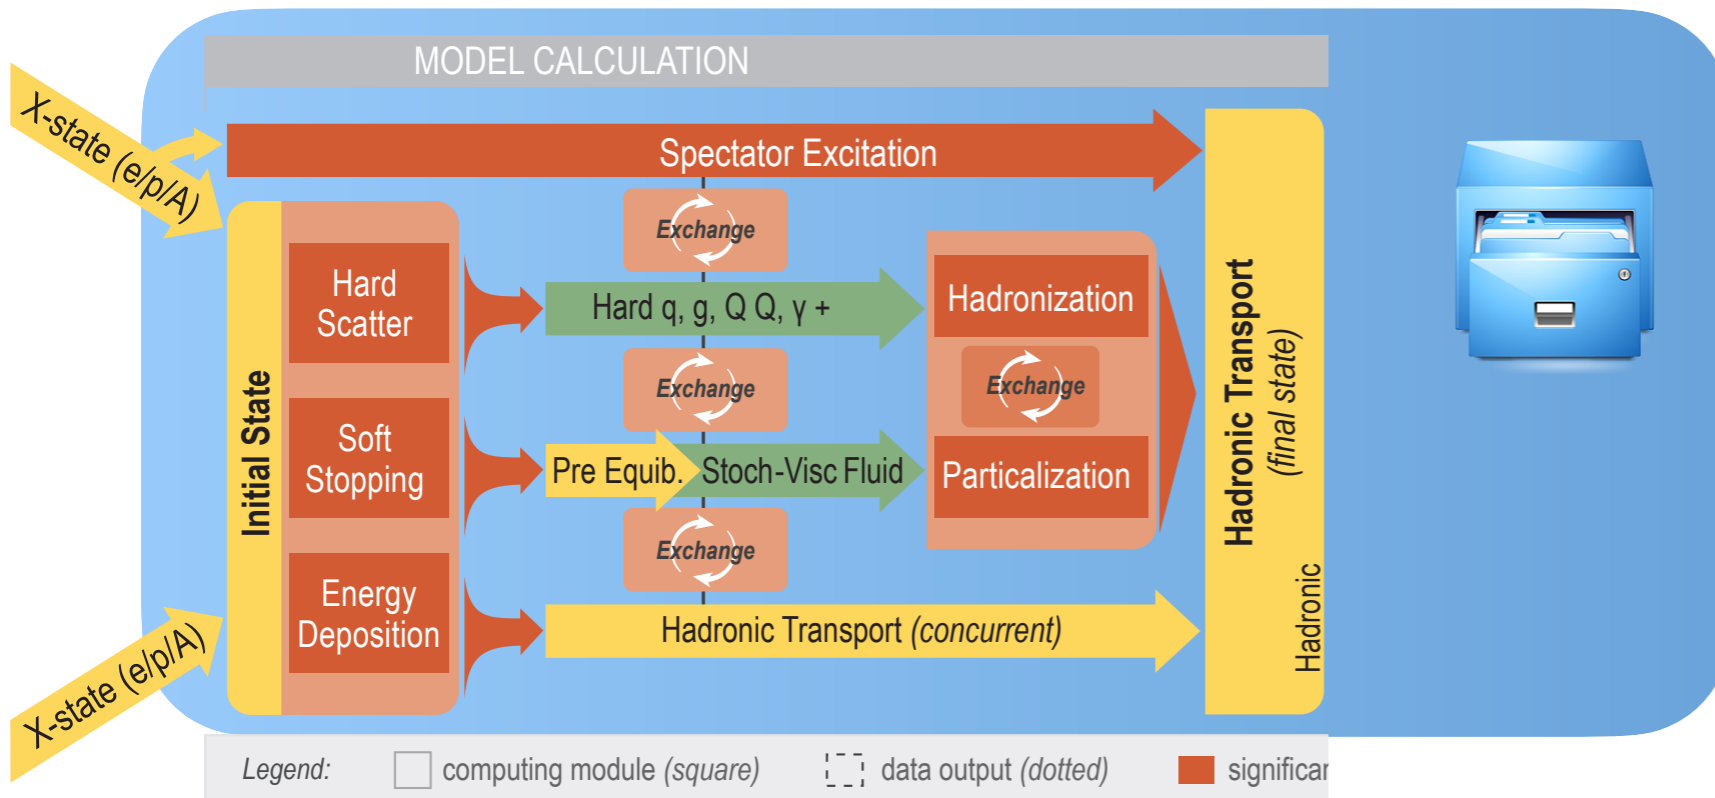 MODEL CALCULATION
X-state (e/p/A)
Spectator Excitation
Exchange
Hard
Scatter
Hard q, g, Q Q, γ +
Hadronization
Exchange
Exchange
Initial State
Soft
Stopping
Pre Equib.
Stoch-Visc Fluid
Particalization
Exchange
Energy
Deposition
Hadronic Transport (concurrent)
Hadronic Transport
(final state)
Hadronic
X-state (e/p/A)
Legend:
computing module (square)
data output (dotted)
significan